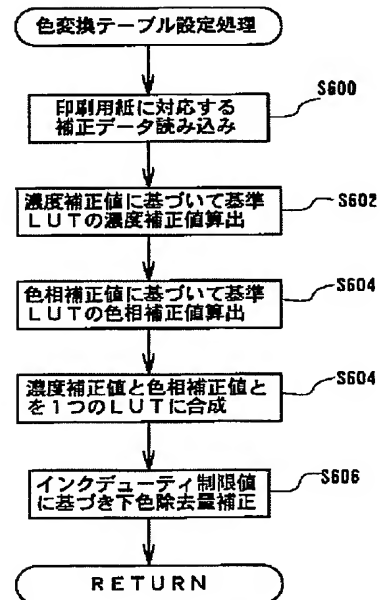 色変換テーブル設定処理
S600
印刷用紙に対応する
補正データ読み込み
S602
濃度補正値に基づいて基準
LUTの濃度補正値算出
S604
色相補正値に基づいて基準
LUTの色相補正値算出
S604
濃度補正値と色相補正値と
を1つのLUTに合成
S606
インクデューティ制限値
に基づき下色除去量補正
RETURN